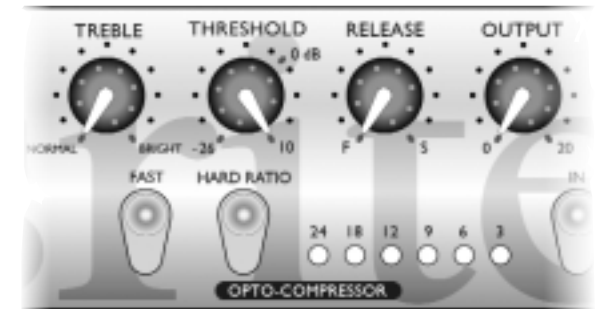 TREBLE THRESHOLD RELEASE OUTPUT
0 dB
NORMAL BRIGHT -26 10 F S 0 20
FAST HARD RATIO IN
24 18 12 9 6 3
OPTO-COMPRESSOR